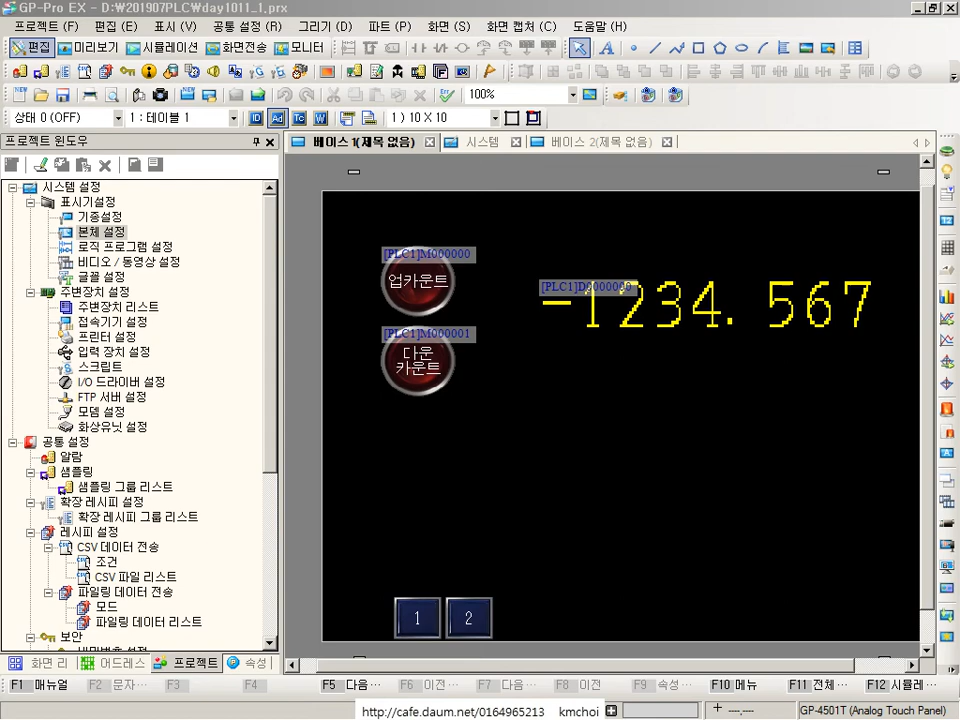 GP-Pro EX - D:₩201907PLC₩day1011_1.prx
프로젝트 (F) 편집 (E) 표시 (V) 공통 설정 (R) 그리기 (D) 파트 (P) 화면 (S) 화면 캡처 (C) 도움말 (H)
편집 미리보기 시뮬레이션 화면전송 모니터
100%
상태 0 (OFF) 1 : 테이블 1 ID Ad Tc W 1 ) 10 X 10
프로젝트 윈도우
베이스 1(제목 없음) 시스템 베이스 2(제목 없음)
시스템 설정
표시기설정
기종설정
본체 설정
로직 프로그램 설정
비디오 / 동영상 설정
글꼴 설정
주변장치 설정
주변장치 리스트
접속기기 설정
프린터 설정
입력 장치 설정
스크립트
I/O 드라이버 설정
FTP 서버 설정
모뎀 설정
화상유닛 설정
공통 설정
알람
샘플링
샘플링 그룹 리스트
확장 레시피 설정
확장 레시피 그룹 리스트
레시피 설정
CSV 데이터 전송
조건
CSV 파일 리스트
파일링 데이터 전송
모드
파일링 데이터 리스트
보안
[PLC1]M000000
업카운트
[PLC1]M000001
다운
카운트
[PLC1]D0000000
-1234.567
1 2
화면 리 어드레스 프로젝트 속성
F1 매뉴얼 F2 문자… F3 F4 F5 다음… F6 이전… F7 다음… F8 이전 F9 속성… F10 메뉴 F11 전체… F12 시뮬레…
http://cafe.daum.net/0164965213 kmchoi
GP-4501T (Analog Touch Panel)